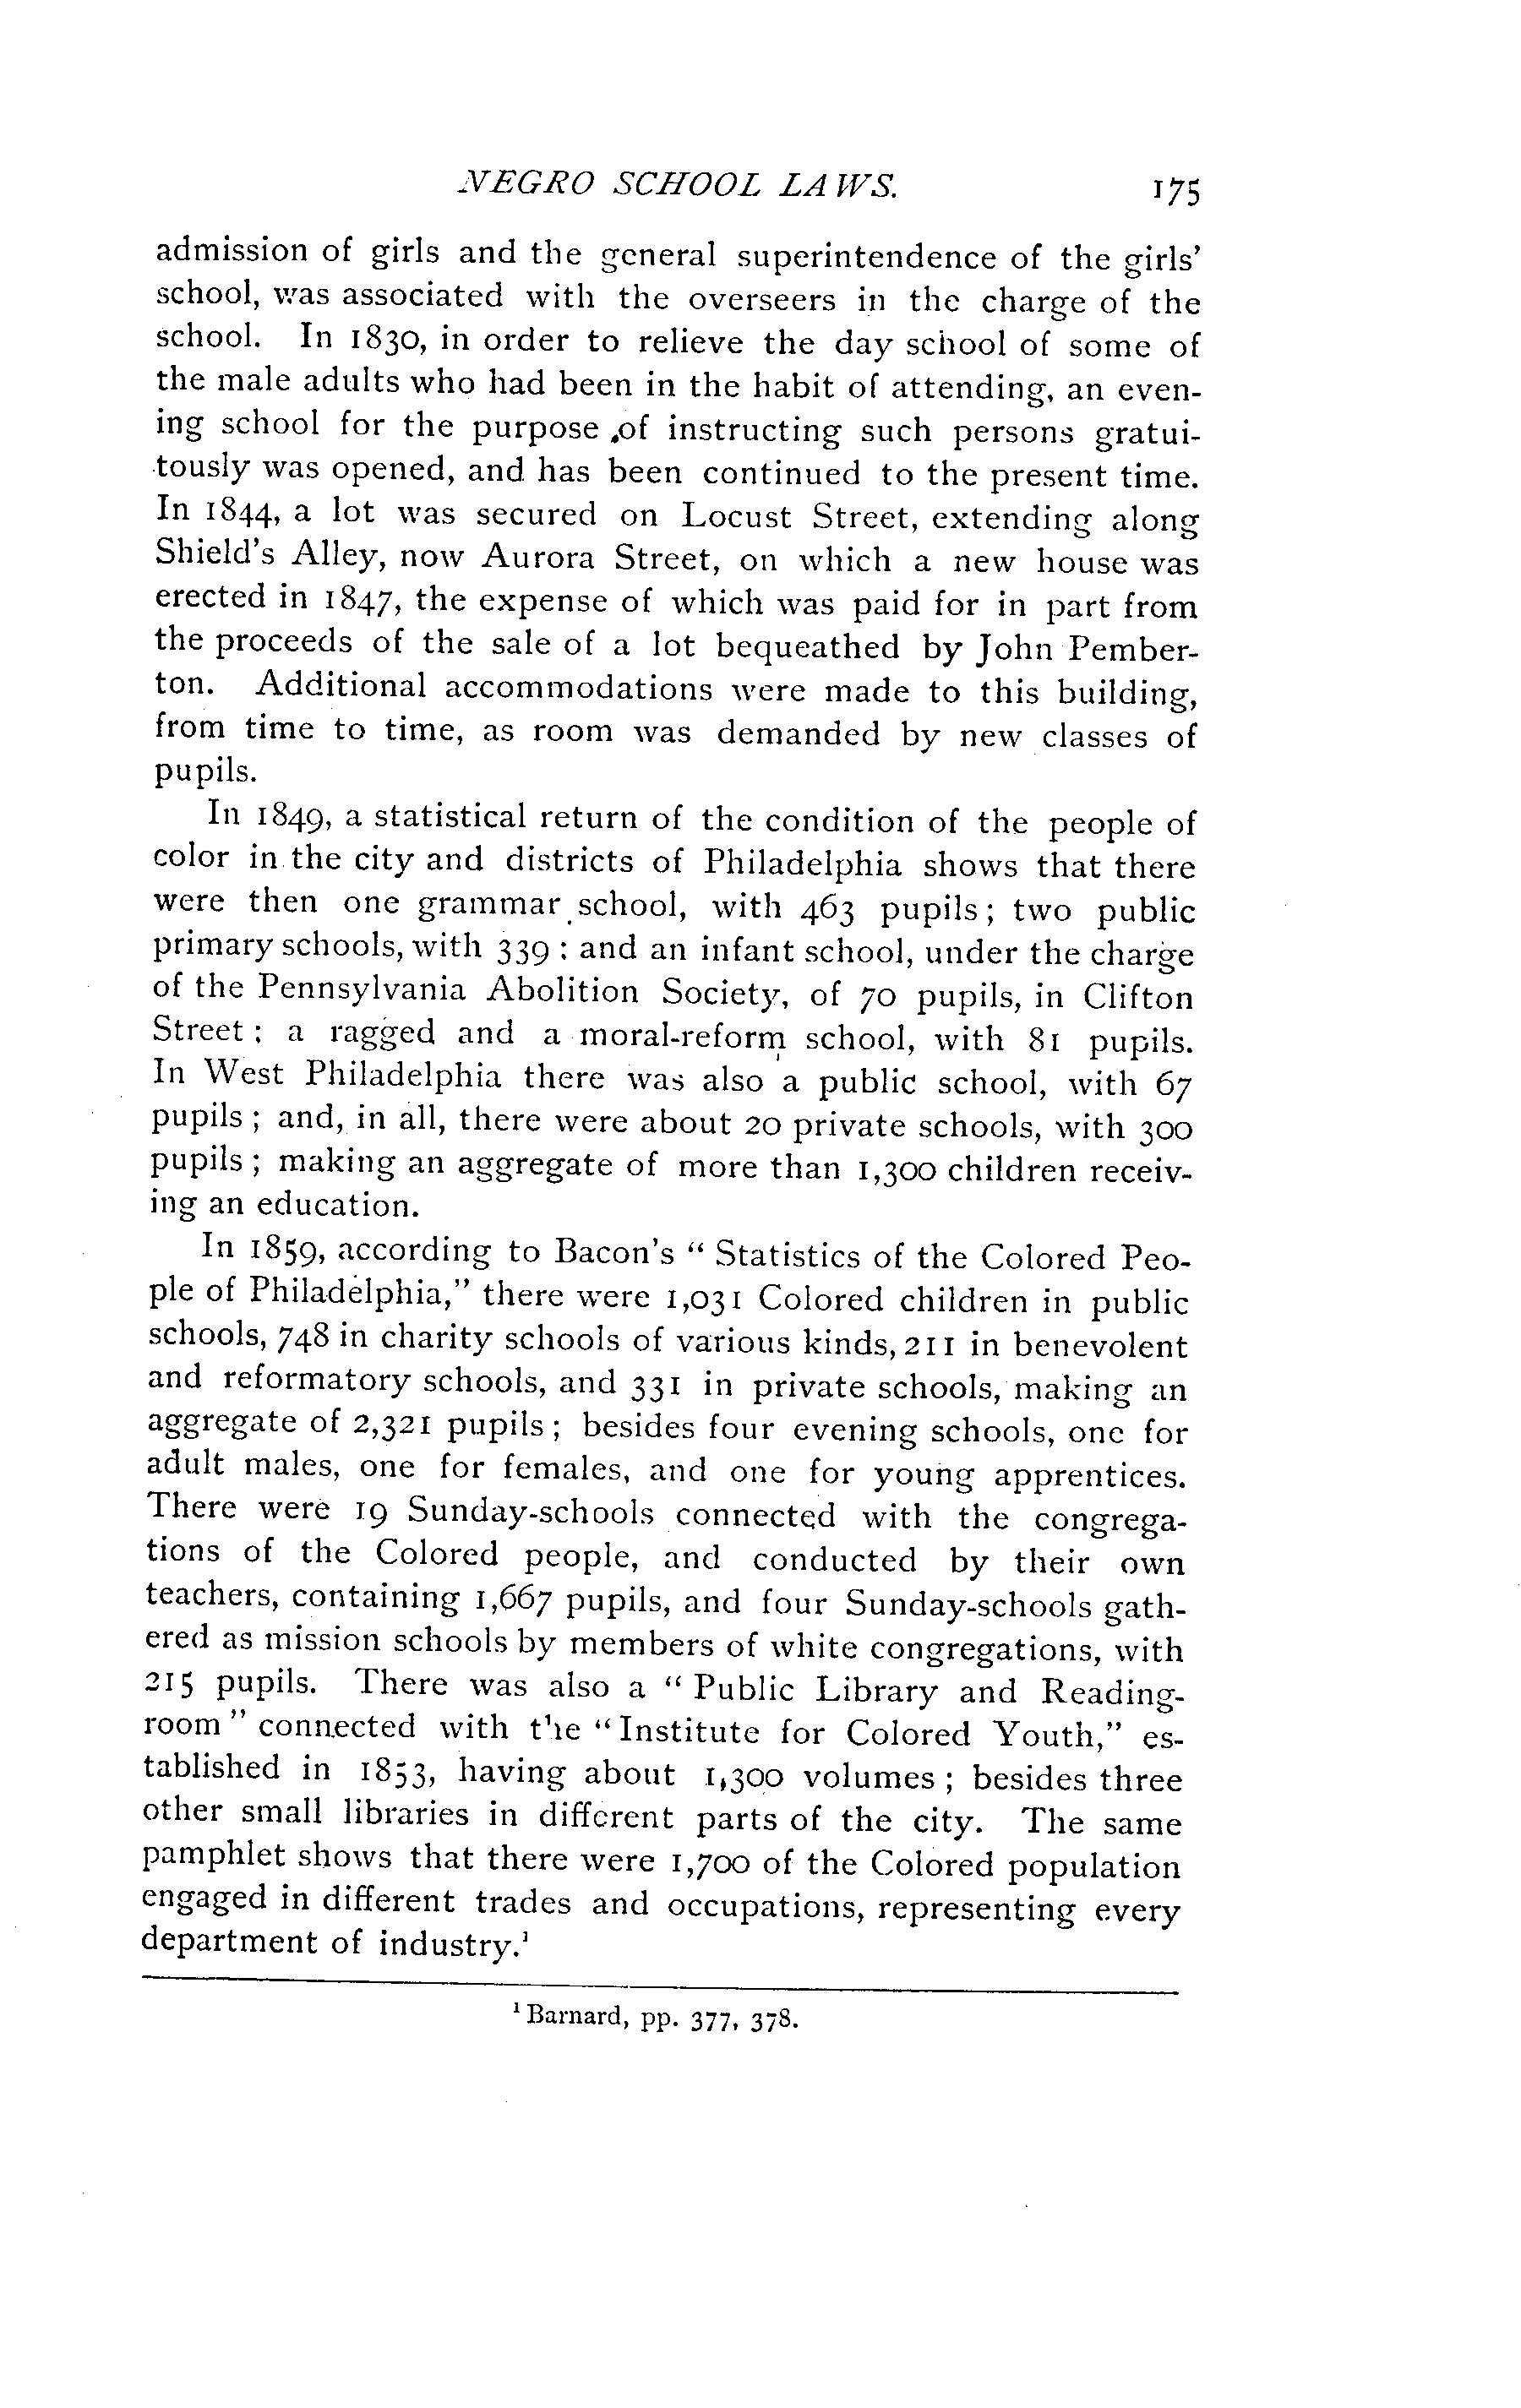 NEGRO SCHOOL LAWS. 175
admission of girls and the general superintendence of the girls'
school, was associated with the overseers in the charge of the
school. In 1830, in order to relieve the day school of some of
the male adults who had been in the habit of attending, an even-
ing school for the purpose of instructing such persons gratui-
tously was opened, and has been continued to the present time.
In 1844, a lot was secured on Locust Street, extending along
Shield's Alley, now Aurora Street, on which a new house was
erected in 1847, the expense of which was paid for in part from
the proceeds of the sale of a lot bequeathed by John Pember-
ton. Additional accommodations were made to this building,
from time to time, as room was demanded by new classes of
pupils.
In 1849, a statistical return of the condition of the people of
color in the city and districts of Philadelphia shows that there
were then one grammar school, with 463 pupils; two public
primary schools, with 339 : and an infant school, under the charge
of the Pennsylvania Abolition Society, of 70 pupils, in Clifton
Street : a ragged and a moral-reform school, with 81 pupils.
In West Philadelphia there was also a public school, with 67
pupils ; and, in all, there were about 20 private schools, with 300
pupils ; making an aggregate of more than 1,300 children receiv-
ing an education.
In 1859, according to Bacon's " Statistics of the Colored Peo-
ple of Philadelphia," there were 1,031 Colored children in public
schools, 748 in charity schools of various kinds, 211 in benevolent
and reformatory schools, and 331 in private schools, making an
aggregate of 2,321 pupils ; besides four evening schools, one for
adult males, one for females, and one for young apprentices.
There were 19 Sunday-schools connected with the congrega-
tions of the Colored people, and conducted by their own
teachers, containing 1,667 pupils, and four Sunday-schools gath-
ered as mission schools by members of white congregations, with
215 pupils. There was also a " Public Library and Reading-
room " connected with the " Institute for Colored Youth," es-
tablished in 1853, having about 1,300 volumes ; besides three
other small libraries in different parts of the city. The same
pamphlet shows that there were 1,700 of the Colored population
engaged in different trades and occupations, representing every
department of industry.¹
¹ Barnard, pp. 377, 378.